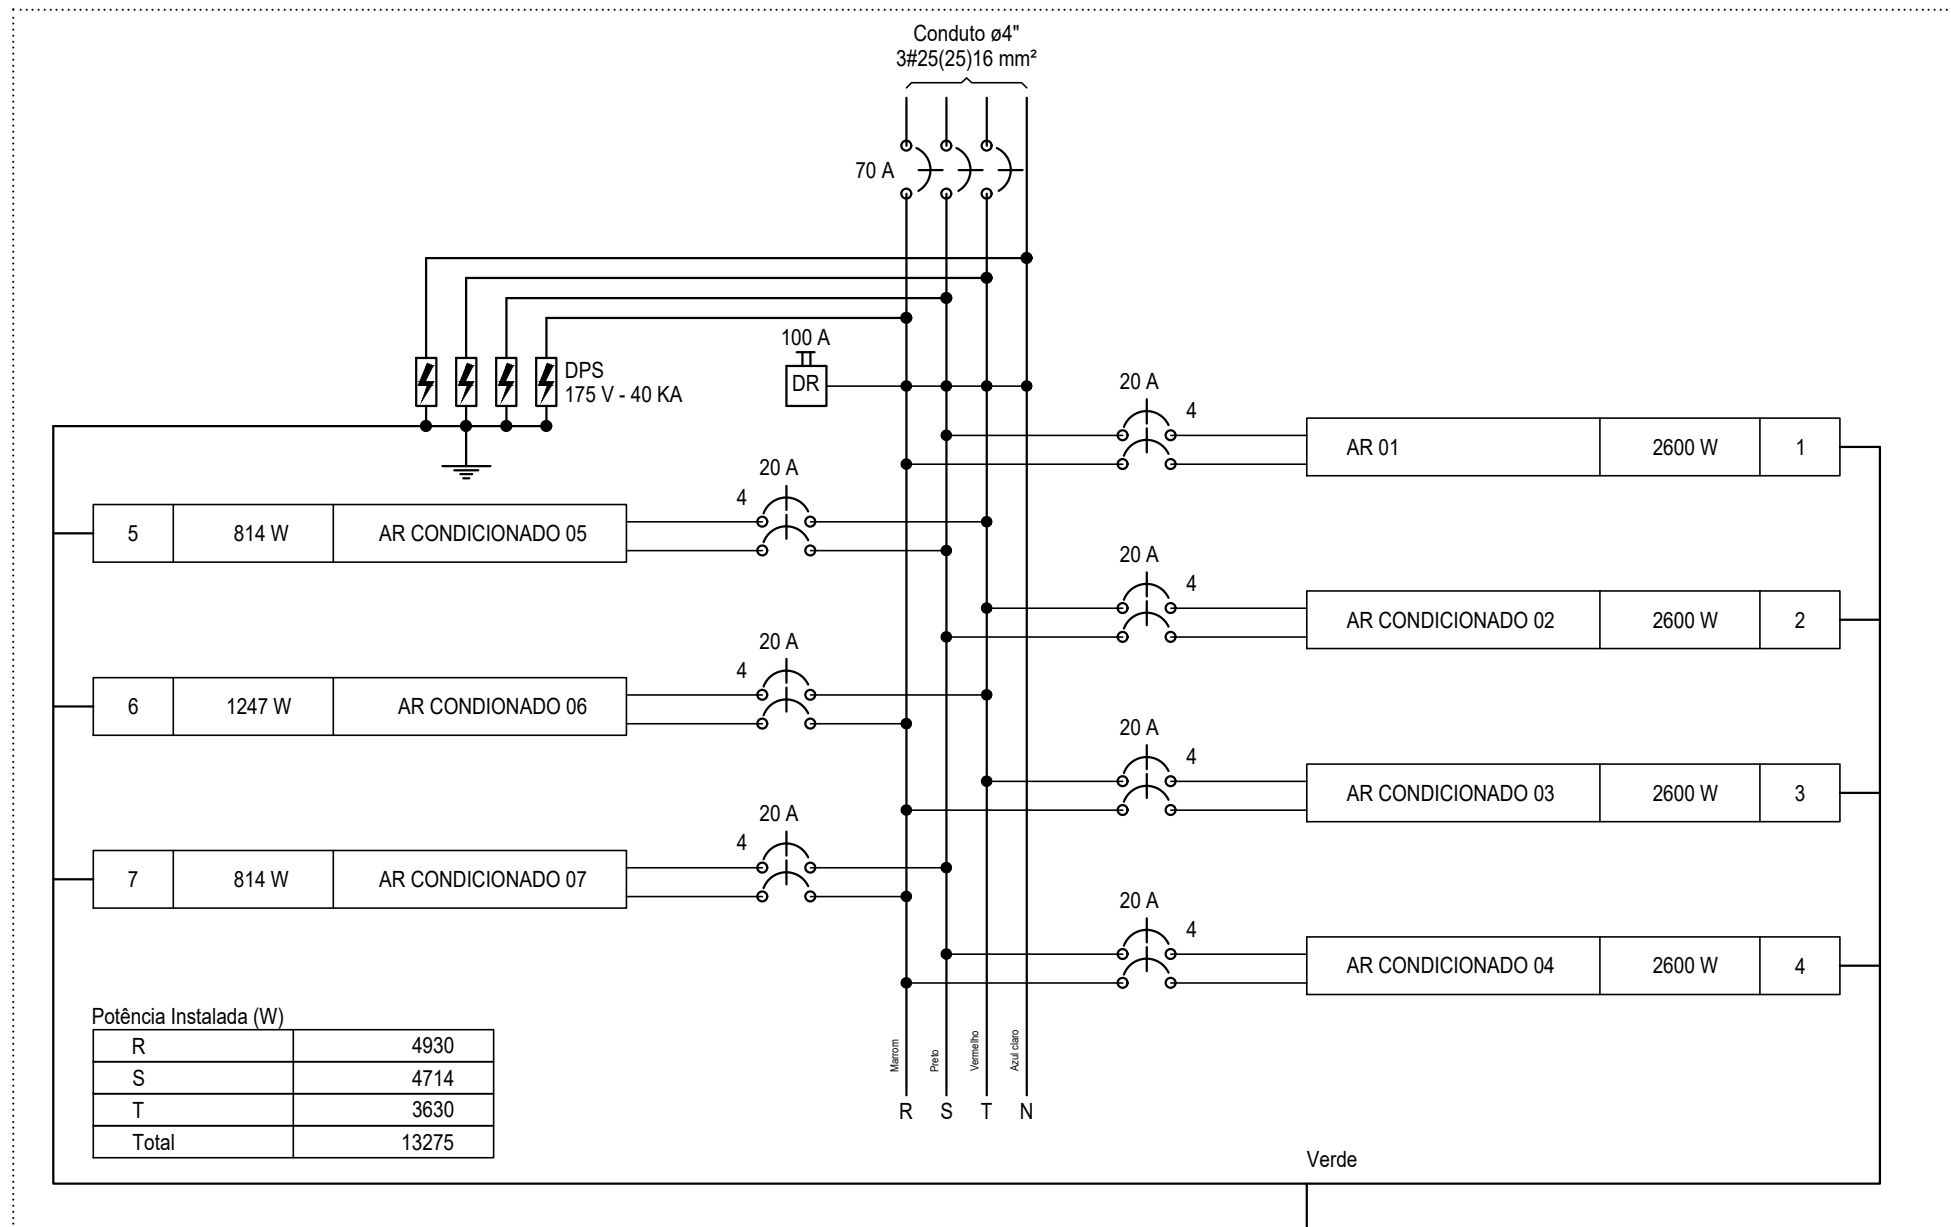 Conduto ø4"
3#25(25)16 mm²
70 A
100 A
DR
DPS
175 V - 40 KA
20 A
4
AR 01 2600 W 1
20 A
4
5 814 W AR CONDICIONADO 05
20 A
4
AR CONDICIONADO 02 2600 W 2
20 A
4
6 1247 W AR CONDIONADO 06
20 A
4
AR CONDICIONADO 03 2600 W 3
20 A
4
7 814 W AR CONDICIONADO 07
20 A
4
AR CONDICIONADO 04 2600 W 4
Potência Instalada (W)
R 4930
S 4714
T 3630
Total 13275
Marrom
Preto
Vermelho
Azul claro
R S T N
Verde